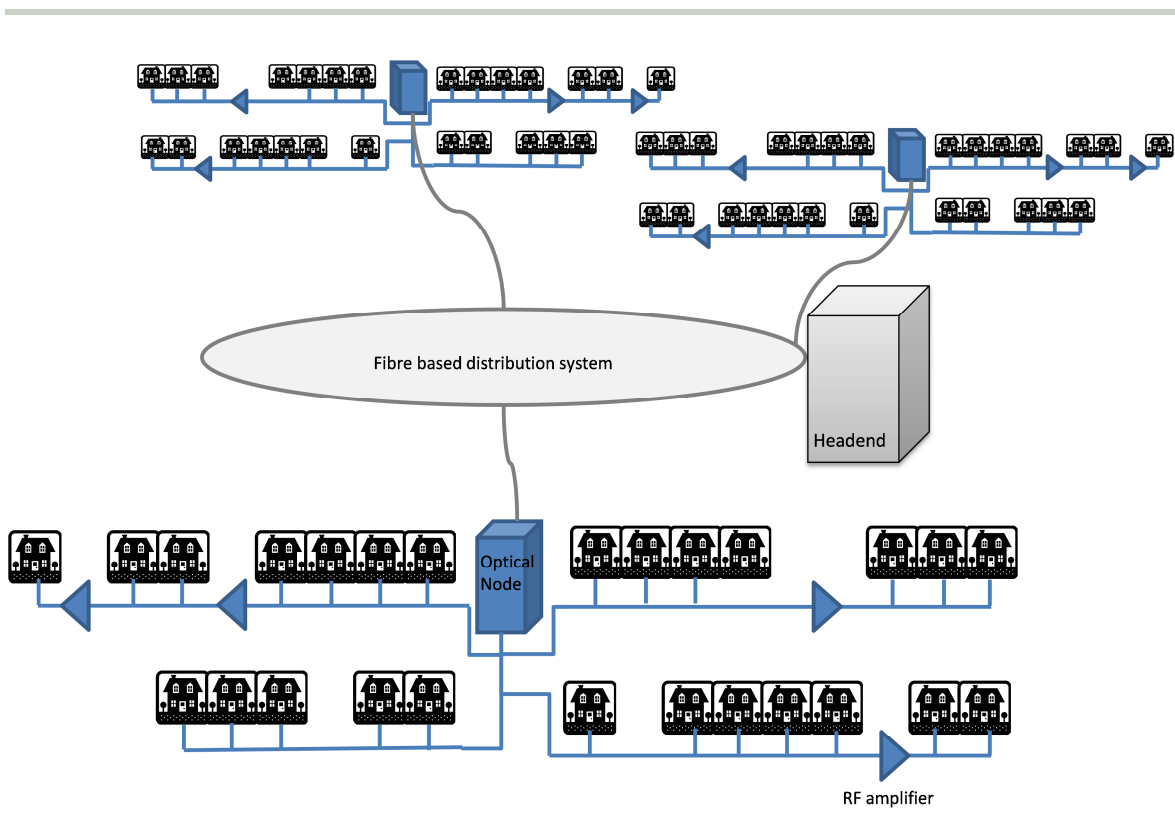 Fibre based distribution system
Headend
Optical
Node
RF amplifier